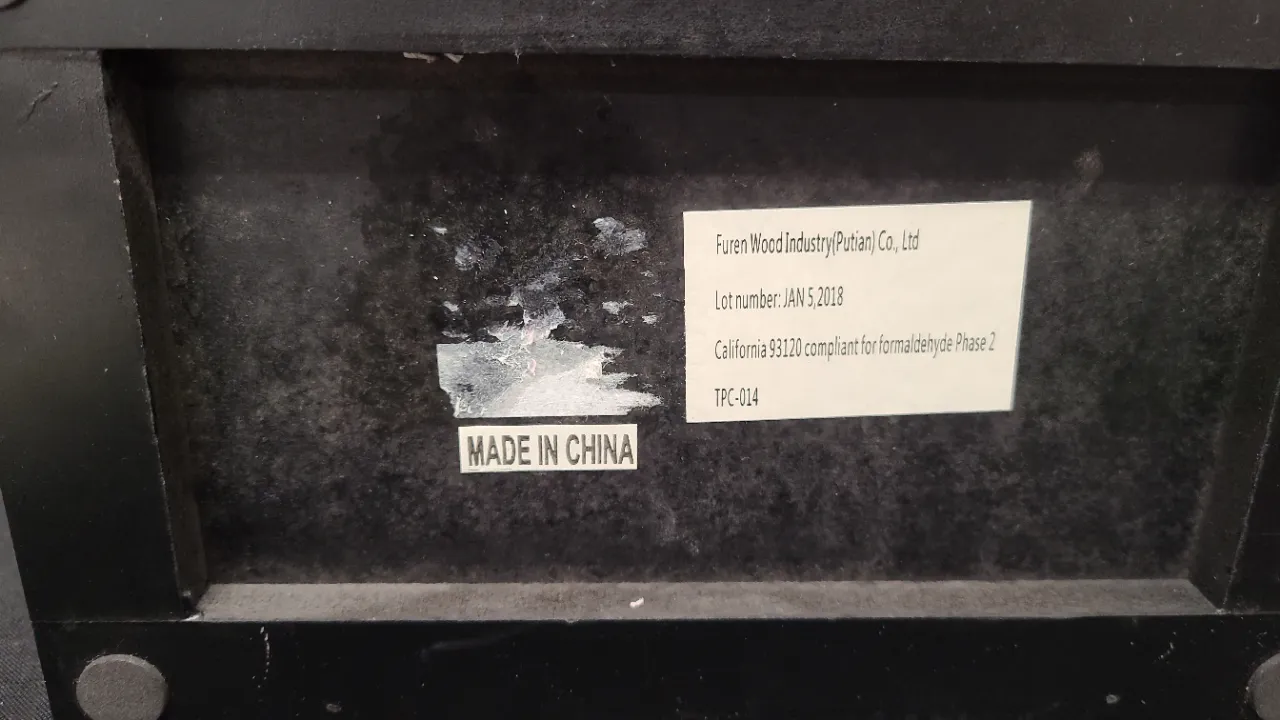 Furen Wood Industry(Putian) Co., Ltd
Lot number: JAN 5,2018
California 93120 compliant for formaldehyde Phase 2
TPC-014
MADE IN CHINA